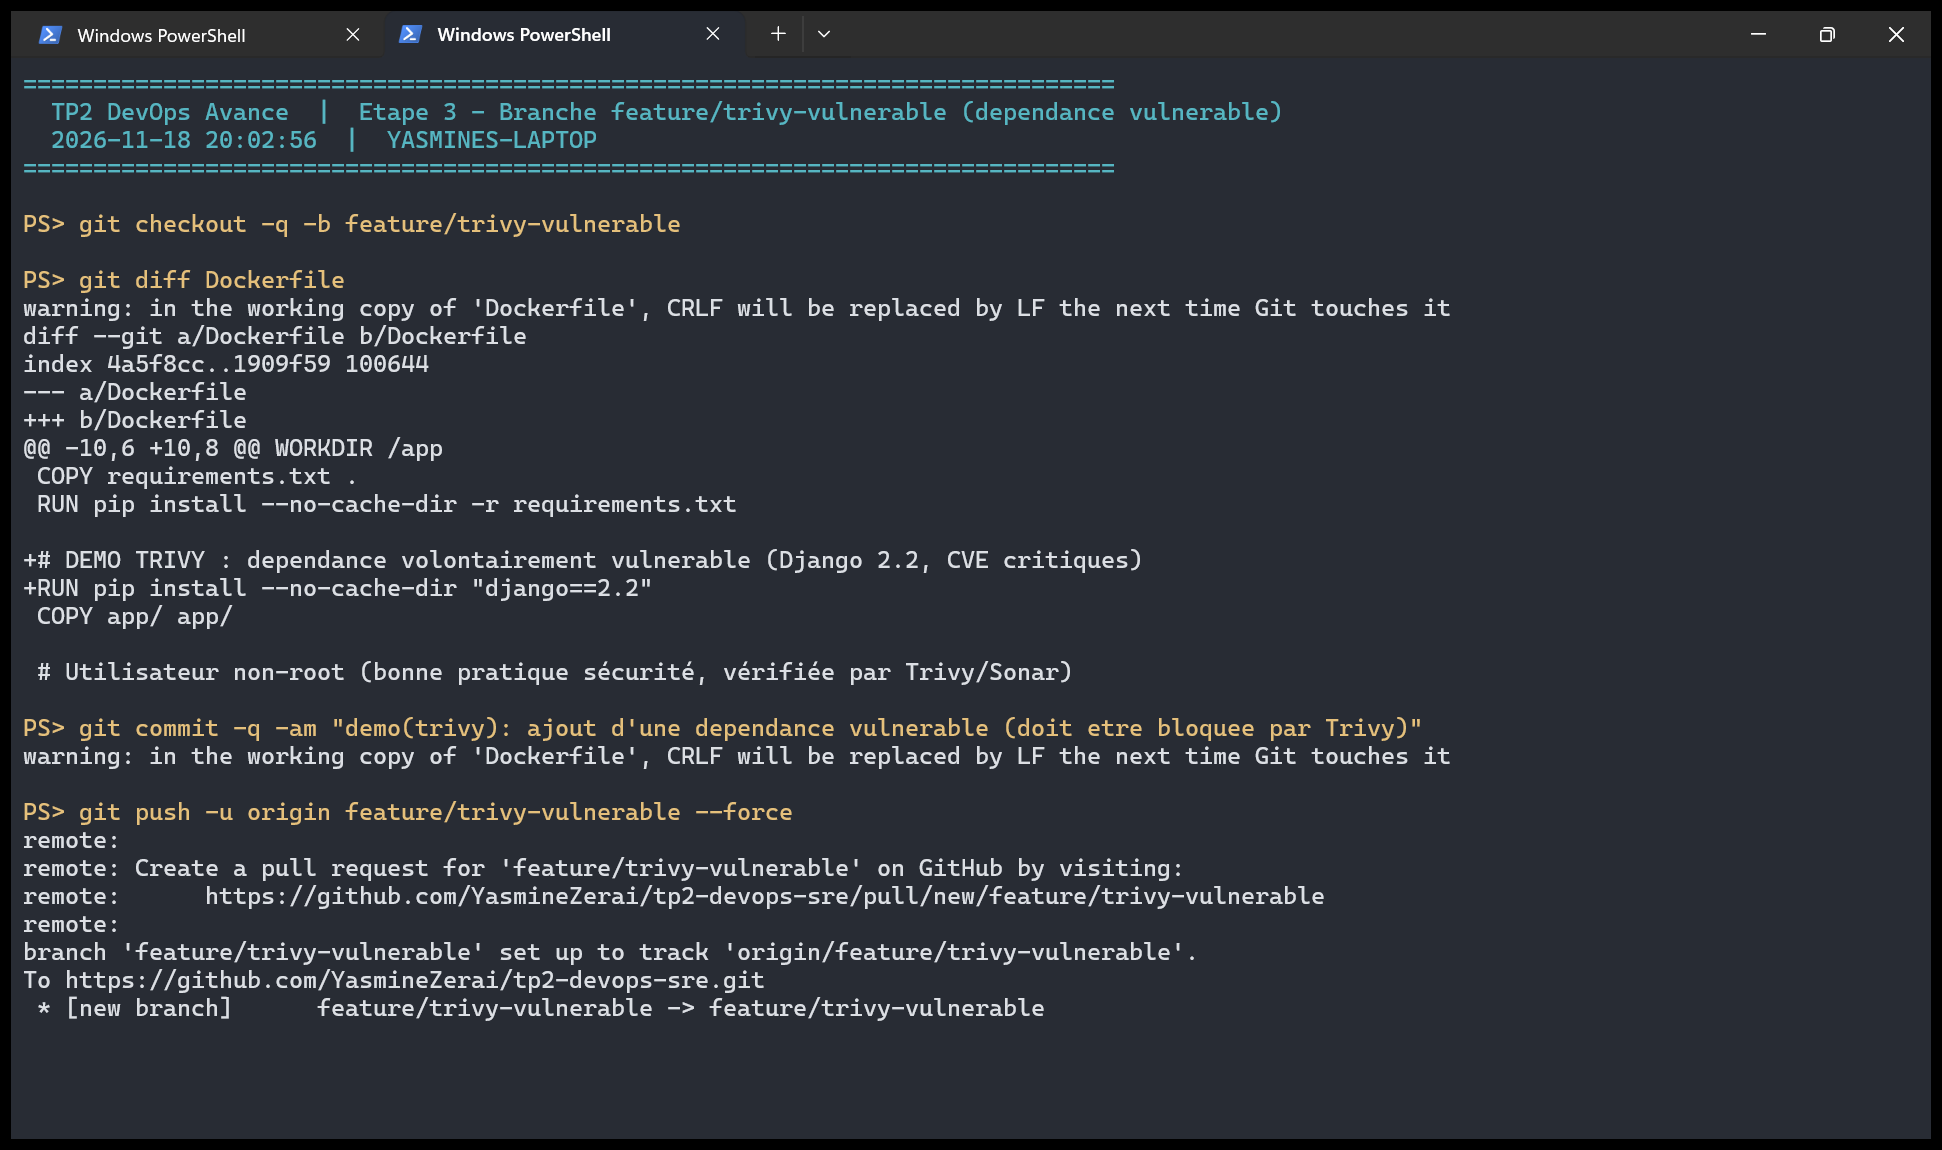 Windows PowerShell
Windows PowerShell
==============================================================================
TP2 DevOps Avance | Etape 3 - Branche feature/trivy-vulnerable (dependance vulnerable)
2026-11-18 20:02:56 | YASMINES-LAPTOP
==============================================================================
PS> git checkout -q -b feature/trivy-vulnerable
PS> git diff Dockerfile
warning: in the working copy of 'Dockerfile', CRLF will be replaced by LF the next time Git touches it
diff --git a/Dockerfile b/Dockerfile
index 4a5f8cc..1909f59 100644
--- a/Dockerfile
+++ b/Dockerfile
@@ -10,6 +10,8 @@ WORKDIR /app
 COPY requirements.txt .
 RUN pip install --no-cache-dir -r requirements.txt
+# DEMO TRIVY : dependance volontairement vulnerable (Django 2.2, CVE critiques)
+RUN pip install --no-cache-dir "django==2.2"
 COPY app/ app/
 # Utilisateur non-root (bonne pratique sécurité, vérifiée par Trivy/Sonar)
PS> git commit -q -am "demo(trivy): ajout d'une dependance vulnerable (doit etre bloquee par Trivy)"
warning: in the working copy of 'Dockerfile', CRLF will be replaced by LF the next time Git touches it
PS> git push -u origin feature/trivy-vulnerable --force
remote:
remote: Create a pull request for 'feature/trivy-vulnerable' on GitHub by visiting:
remote:      https://github.com/YasmineZerai/tp2-devops-sre/pull/new/feature/trivy-vulnerable
remote:
branch 'feature/trivy-vulnerable' set up to track 'origin/feature/trivy-vulnerable'.
To https://github.com/YasmineZerai/tp2-devops-sre.git
 * [new branch]      feature/trivy-vulnerable -> feature/trivy-vulnerable